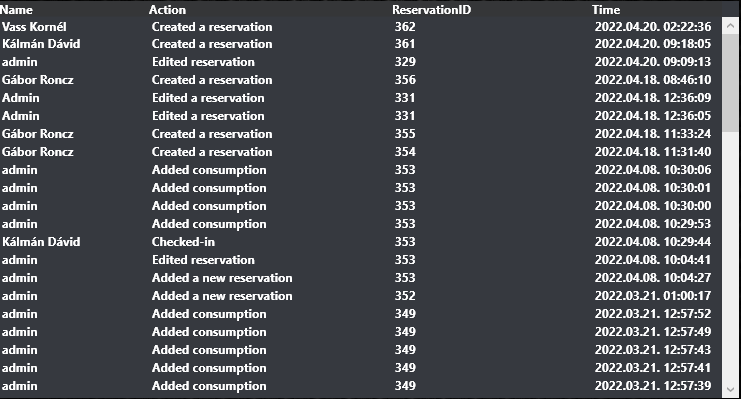 Name Action ReservationID Time
Vass Kornél Created a reservation 362 2022.04.20. 02:22:36
Kálmán Dávid Created a reservation 361 2022.04.20. 09:18:05
admin Edited reservation 329 2022.04.20. 09:09:13
Gábor Roncz Created a reservation 356 2022.04.18. 08:46:10
Admin Edited a reservation 331 2022.04.18. 12:36:09
Admin Edited a reservation 331 2022.04.18. 12:36:05
Gábor Roncz Created a reservation 355 2022.04.18. 11:33:24
Gábor Roncz Created a reservation 354 2022.04.18. 11:31:40
admin Added consumption 353 2022.04.08. 10:30:06
admin Added consumption 353 2022.04.08. 10:30:01
admin Added consumption 353 2022.04.08. 10:30:00
admin Added consumption 353 2022.04.08. 10:29:53
Kálmán Dávid Checked-in 353 2022.04.08. 10:29:44
admin Edited reservation 353 2022.04.08. 10:04:41
admin Added a new reservation 353 2022.04.08. 10:04:27
admin Added a new reservation 352 2022.03.21. 01:00:17
admin Added consumption 349 2022.03.21. 12:57:52
admin Added consumption 349 2022.03.21. 12:57:49
admin Added consumption 349 2022.03.21. 12:57:43
admin Added consumption 349 2022.03.21. 12:57:41
admin Added consumption 349 2022.03.21. 12:57:39